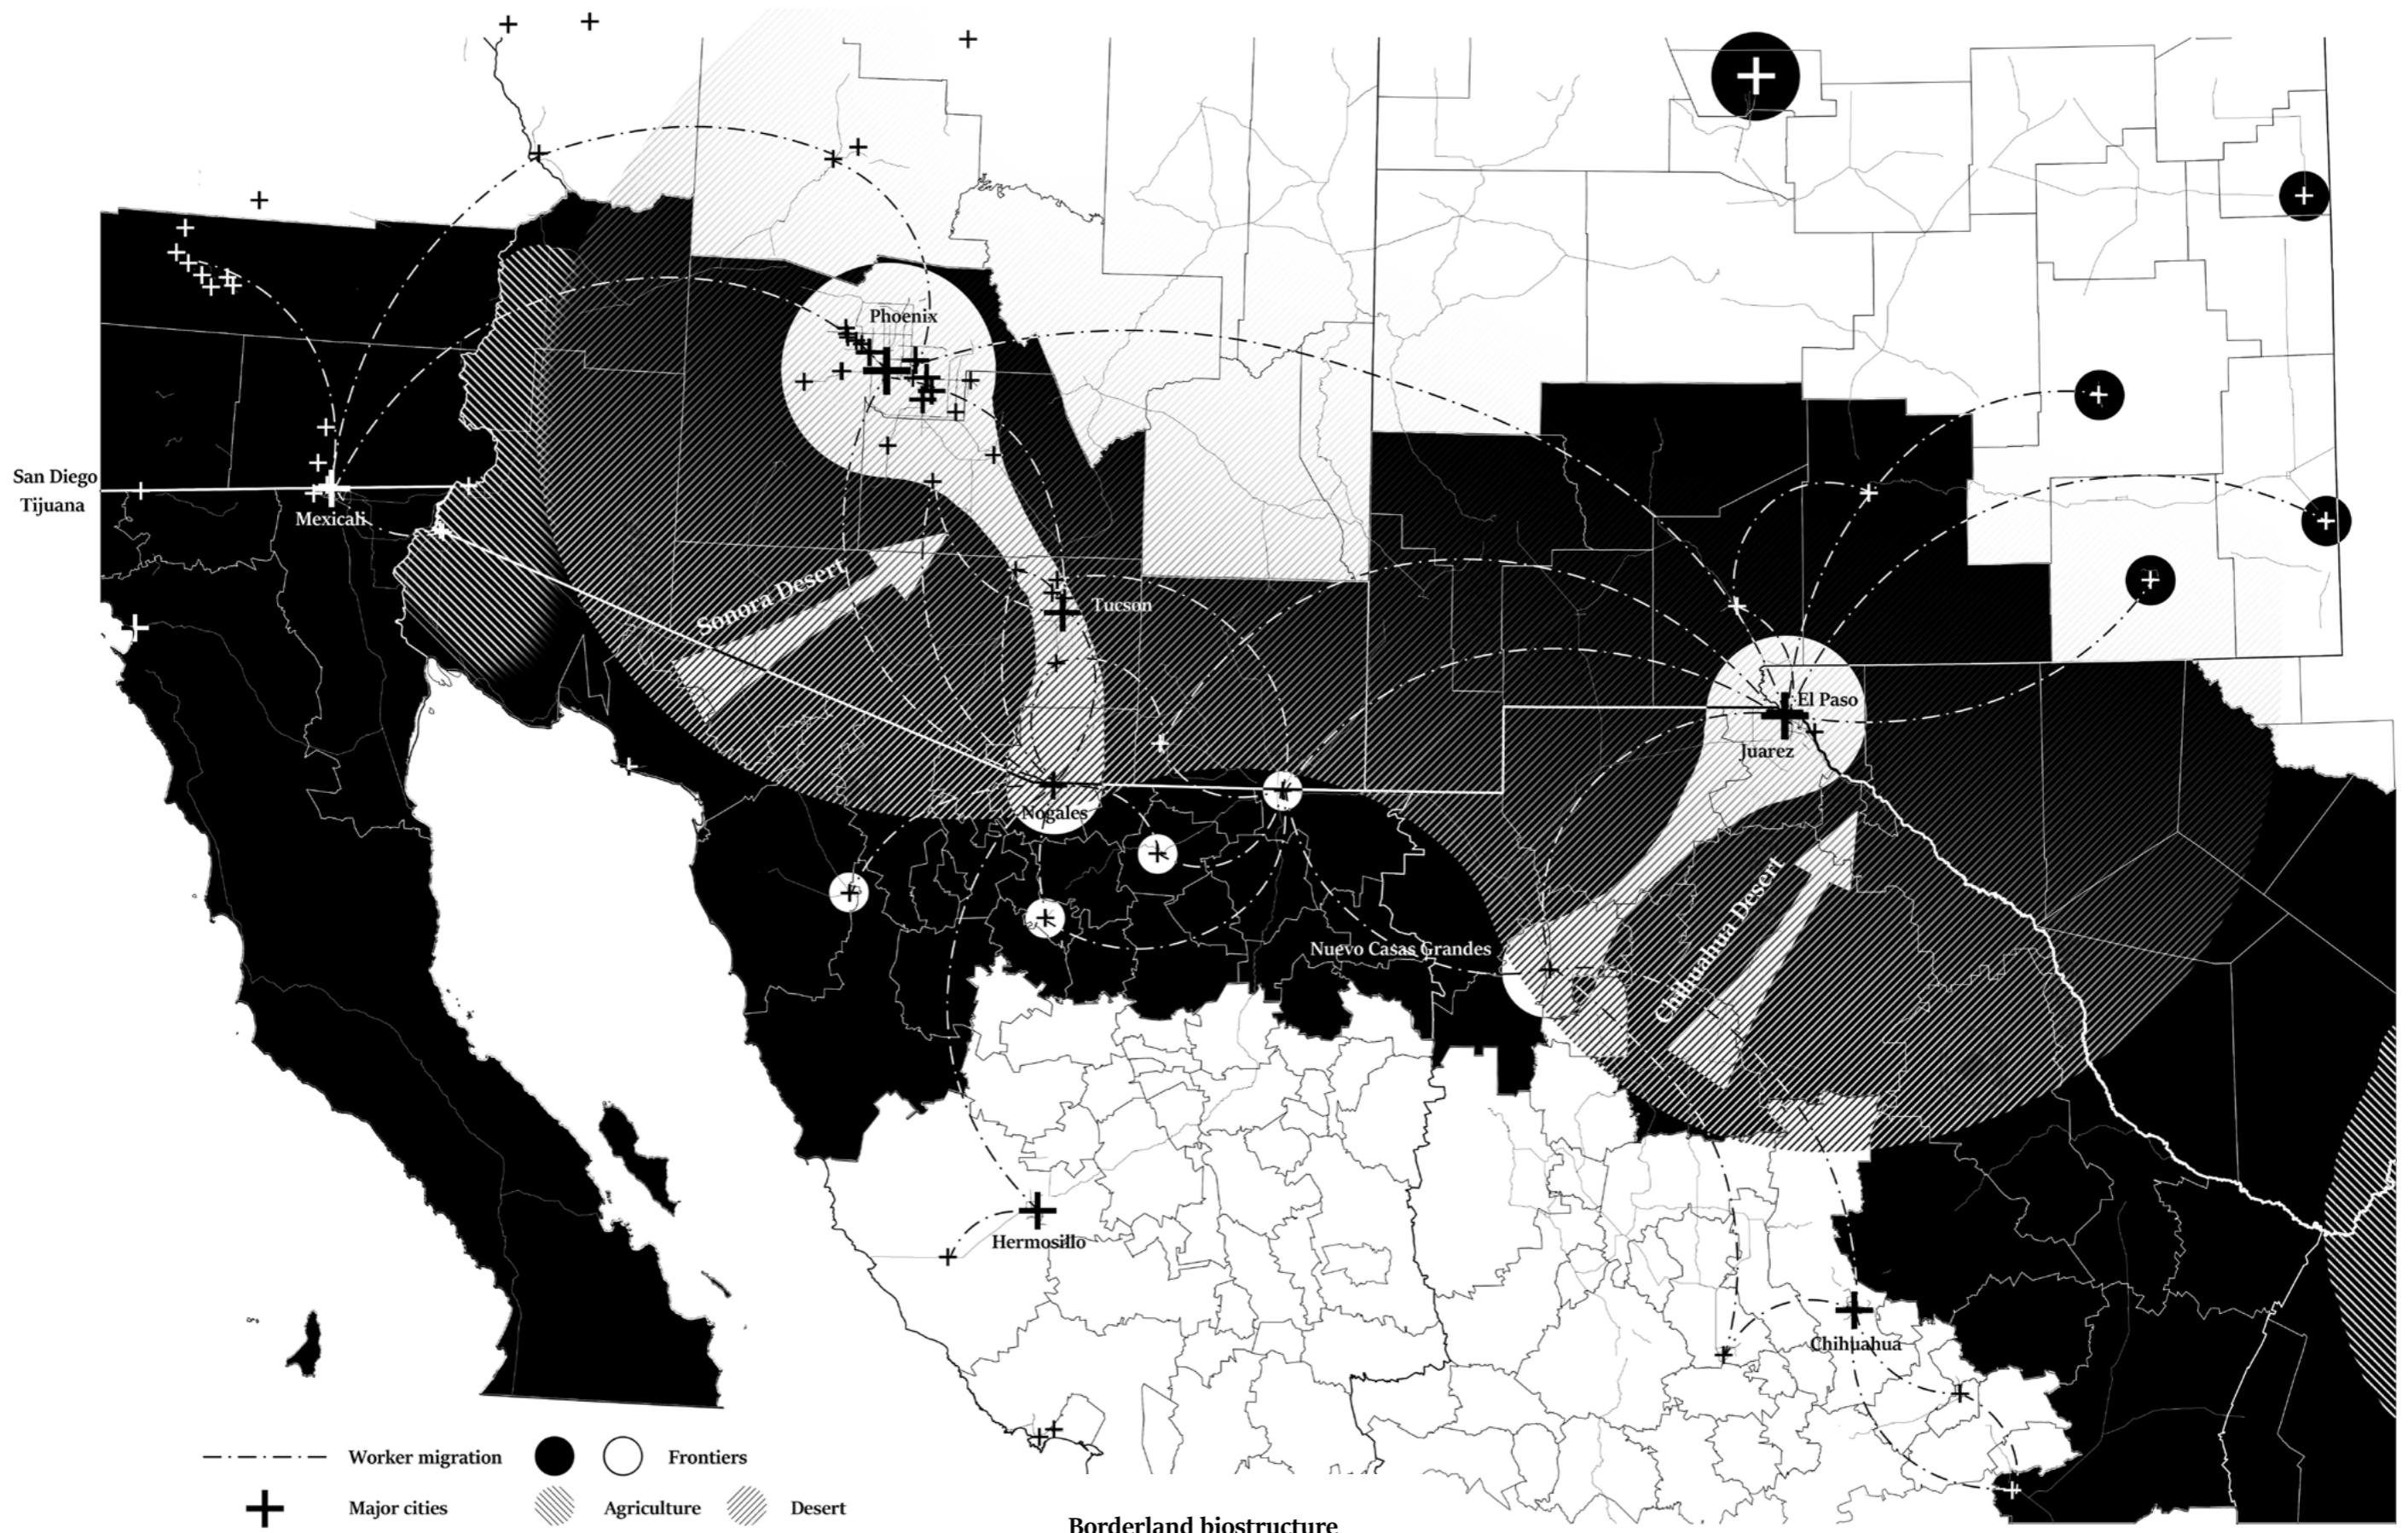 Phoenix
San Diego
Tijuana
Mexicali
Sonora Desert
Tucson
El Paso
Juarez
Nogales
Chihuahua Desert
Nuevo Casas Grandes
Hermosillo
Chihuahua
Worker migration
Frontiers
Major cities
Agriculture
Desert
Borderland biostructure